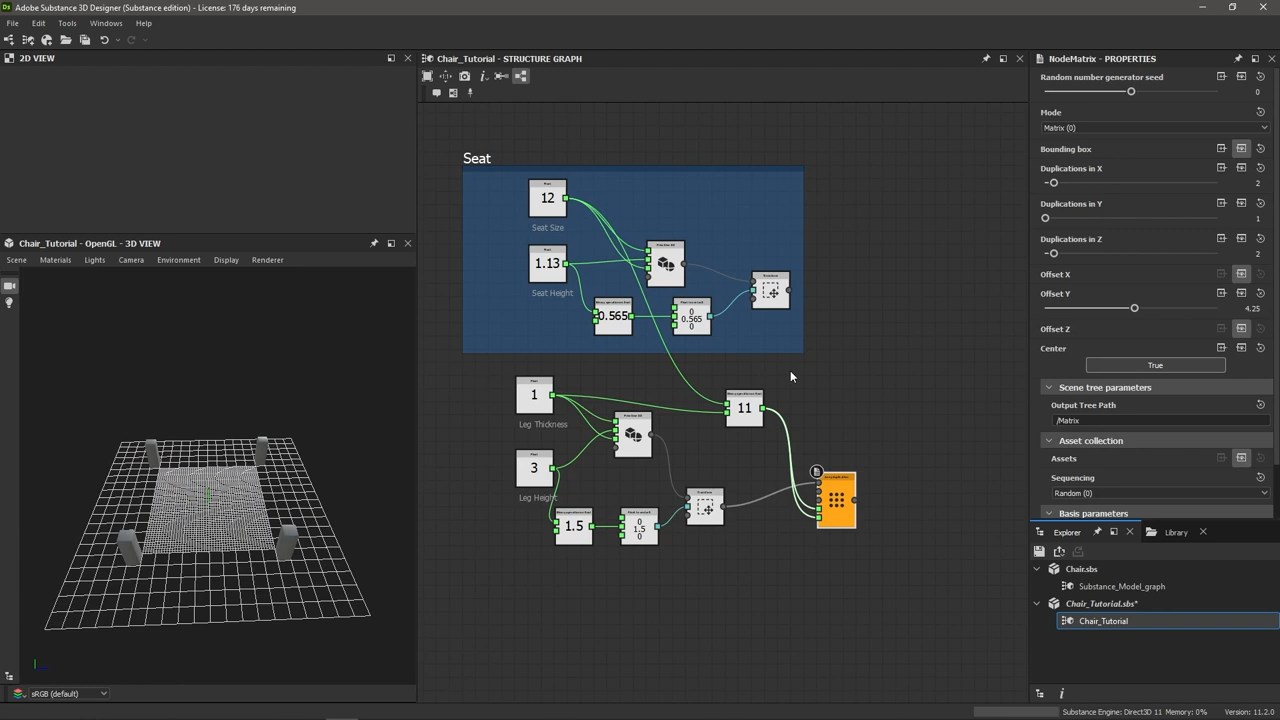 Adobe Substance 3D Designer (Substance edition) - License: 176 days remaining
File Edit Tools Windows Help
2D VIEW
Chair_Tutorial - OpenGL - 3D VIEW
Scene Materials Lights Camera Environment Display Renderer
sRGB (default)
Chair_Tutorial - STRUCTURE GRAPH
Seat
12
Seat Size
1.13
Seat Height
0.565
0
0.565
0
Transform
1
Leg Thickness
3
Leg Height
1.5
0
1.5
0
Transform
11
NodeMatrix - PROPERTIES
Random number generator seed
0
Mode
Matrix (0)
Bounding box
Duplications in X
2
Duplications in Y
1
Duplications in Z
2
Offset X
Offset Y
4.25
Offset Z
Center
True
Scene tree parameters
Output Tree Path
/Matrix
Asset collection
Assets
Sequencing
Random (0)
Basis parameters
Explorer
Library
Chair.sbs
Substance_Model_graph
Chair_Tutorial.sbs*
Chair_Tutorial
Substance Engine: Direct3D 11 Memory: 0% Version: 11.2.0